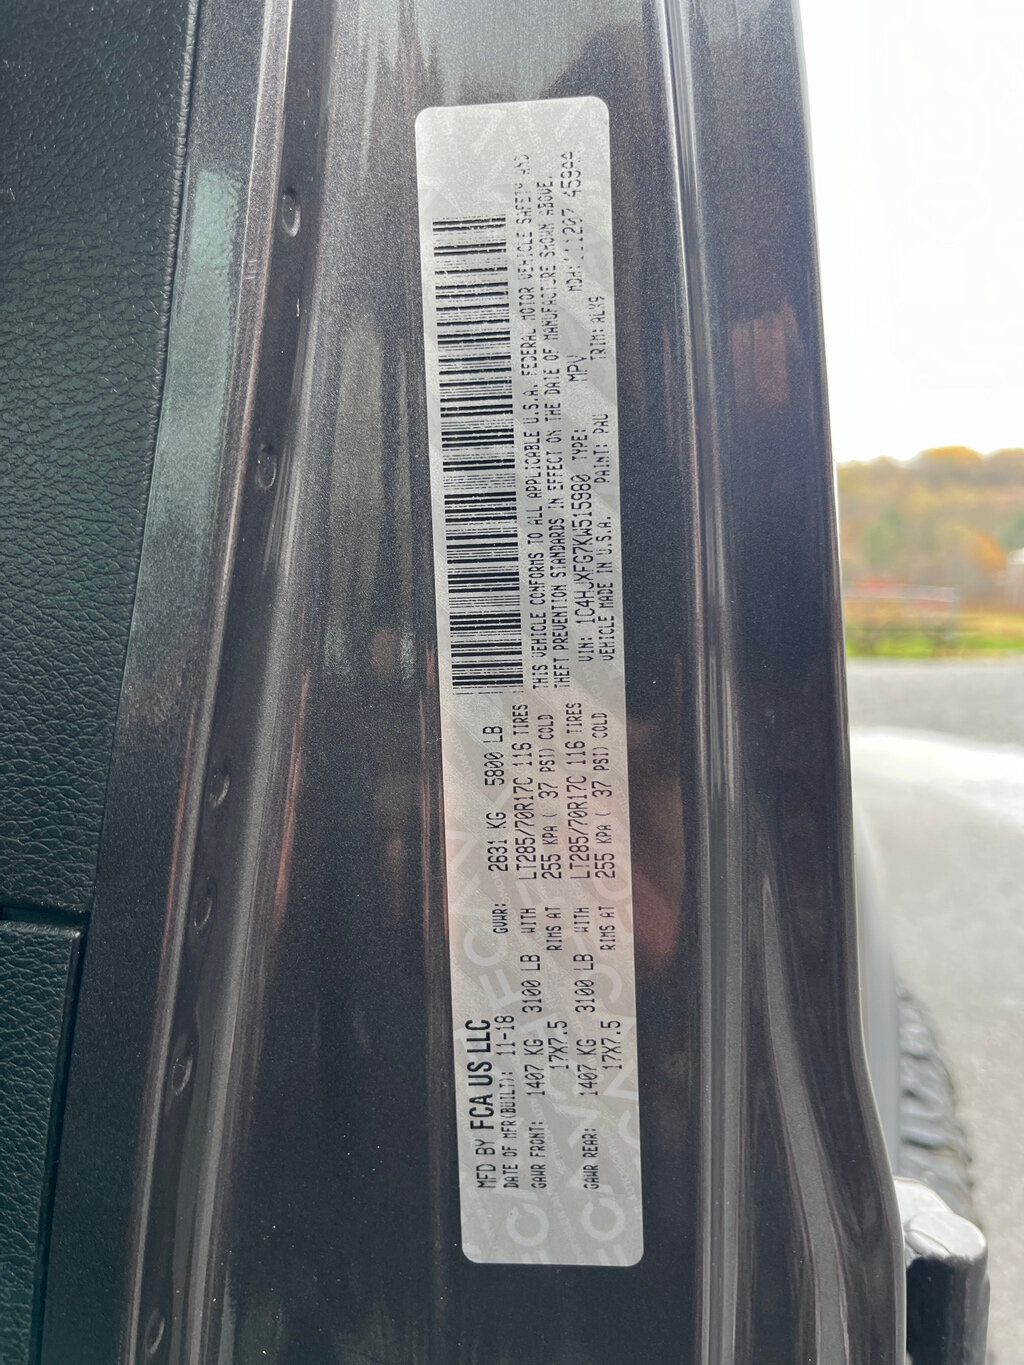 MFD BY FCA US LLC
DATE OF MFR(BUILT): 11-18 GVWR: 2631 KG 5800 LB
GAWR FRONT: 1407 KG 3100 LB WITH LT285/70R17C 116 TIRES
17X7.5 RIMS AT 255 KPA ( 37 PSI) COLD
GAWR REAR: 1407 KG 3100 LB WITH LT285/70R17C 116 TIRES
17X7.5 RIMS AT 255 KPA ( 37 PSI) COLD
THIS VEHICLE CONFORMS TO ALL APPLICABLE U.S.A. FEDERAL MOTOR VEHICLE SAFETY AND
THEFT PREVENTION STANDARDS IN EFFECT ON THE DATE OF MANUFACTURE SHOWN ABOVE.
VIN: 1C4HJXFG7KW515980 TYPE: MPV
VEHICLE MADE IN U.S.A. PAINT: PAU TRIM: ALX9